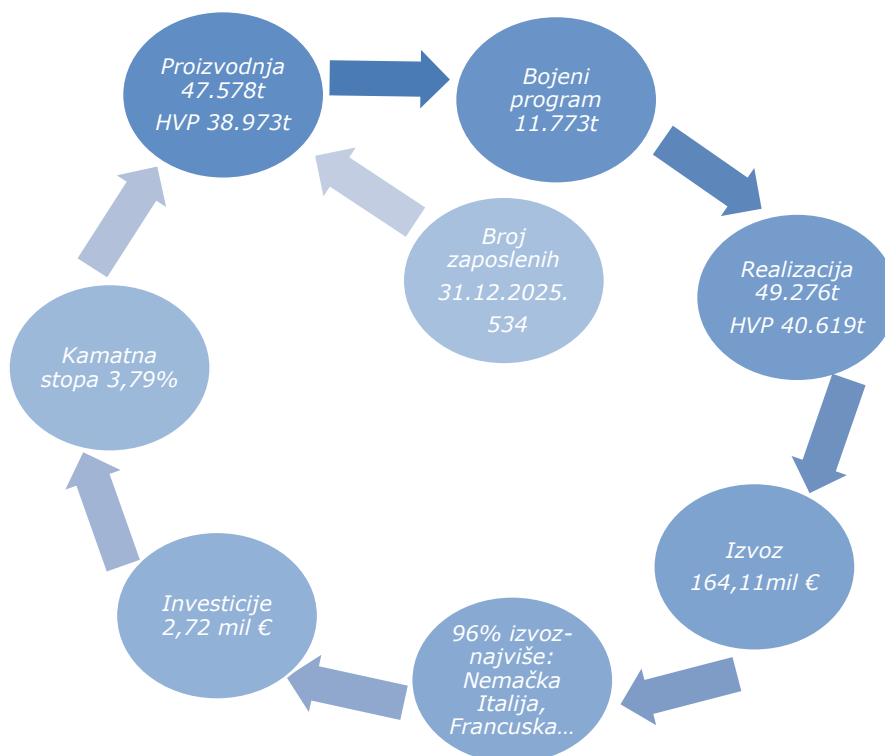 Proizvodnja
47.578t
HVP 38.973t
Bojeni
program
11.773t
Broj
zaposlenih
31.12.2025.
534
Realizacija
49.276t
HVP 40.619t
Kamatna
stopa 3,79%
Izvoz
164,11mil €
Investicije
2,72 mil €
96% izvoz-
najviše:
Nemačka
Italija,
Francuska…